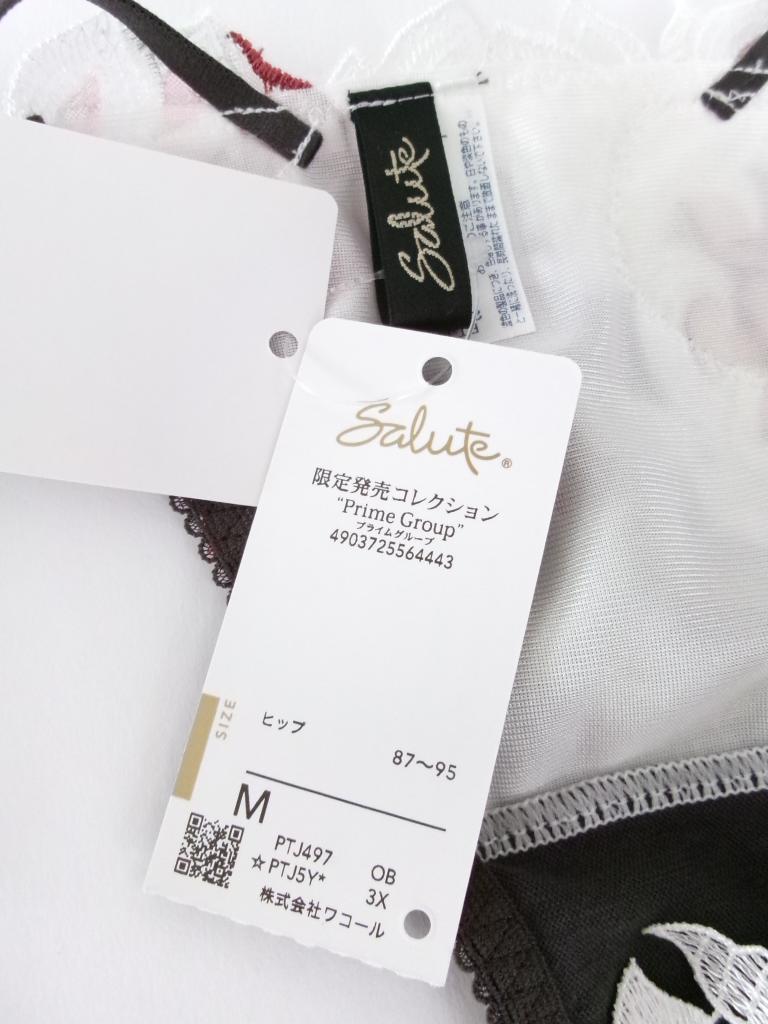 Salute
Salute®
限定発売コレクション
“Prime Group”
プライムグループ
4903725564443
SIZE
ヒップ
87～95
M
PTJ497 OB
☆PTJ5Y* 3X
株式会社ワコール